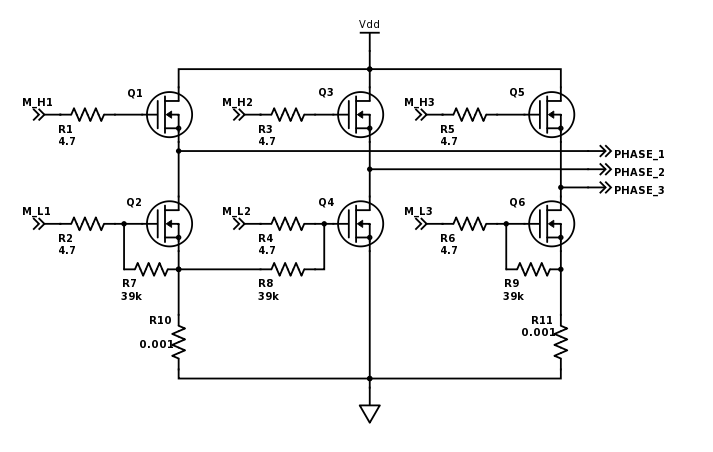 Vdd
Q1
Q3
Q5
M_H1
M_H2
M_H3
R1
4.7
R3
4.7
R5
4.7
PHASE_1
PHASE_2
PHASE_3
Q2
Q4
Q6
M_L1
M_L2
M_L3
R2
4.7
R4
4.7
R6
4.7
R7
39k
R8
39k
R9
39k
R10
0.001
R11
0.001